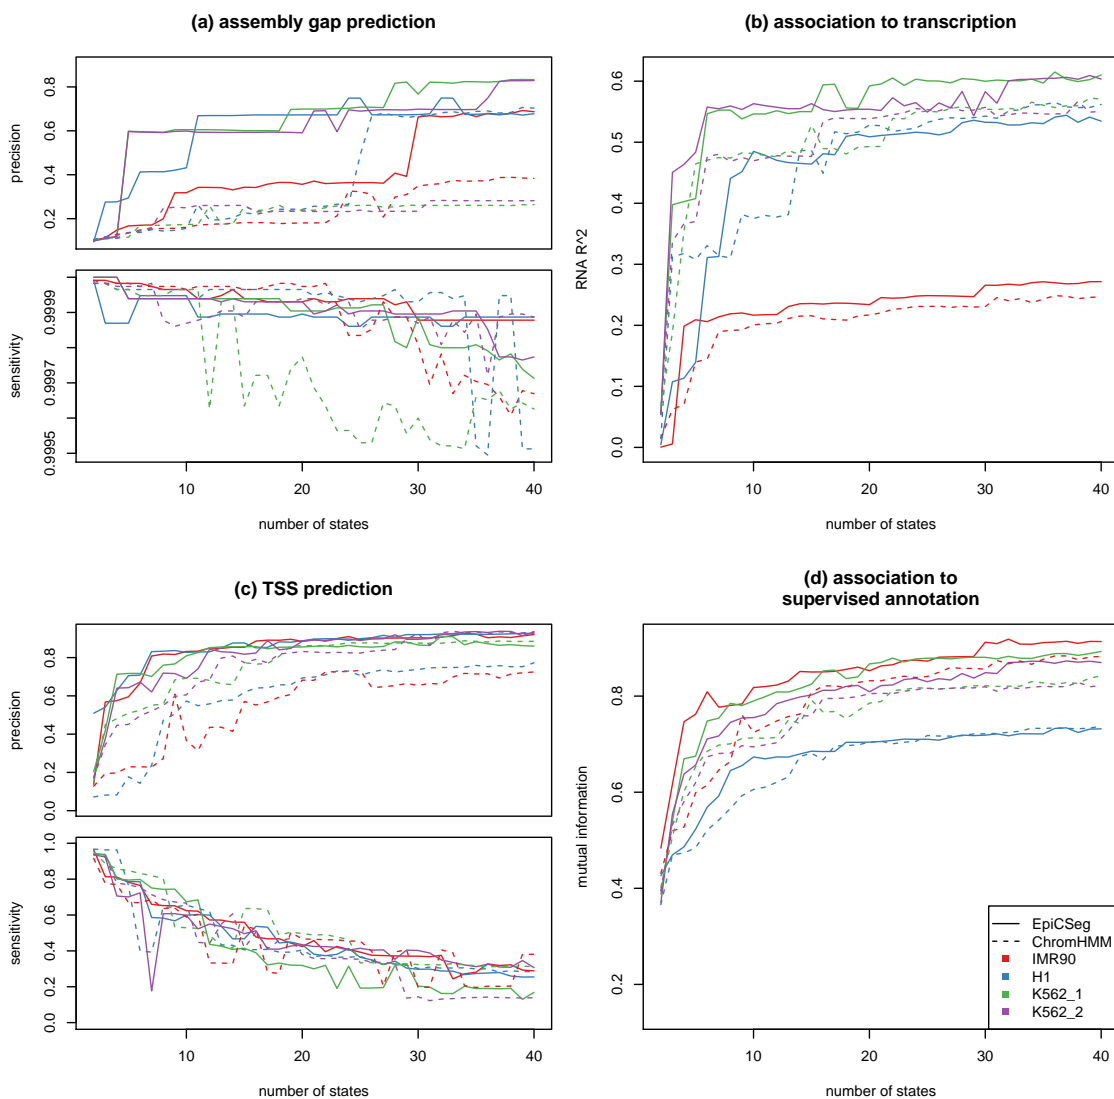 (a) assembly gap prediction
precision
0.2
0.4
0.6
0.8
sensitivity
0.9995
0.9997
0.9999
10
20
30
40
number of states
(b) association to transcription
RNA R^2
0.0
0.1
0.2
0.3
0.4
0.5
0.6
10
20
30
40
number of states
(c) TSS prediction
precision
0.0
0.2
0.4
0.6
0.8
sensitivity
0.0
0.2
0.4
0.6
0.8
1.0
10
20
30
40
number of states
(d) association to
supervised annotation
mutual information
0.2
0.4
0.6
0.8
10
20
30
40
number of states
EpiCSeg
ChromHMM
IMR90
H1
K562_1
K562_2